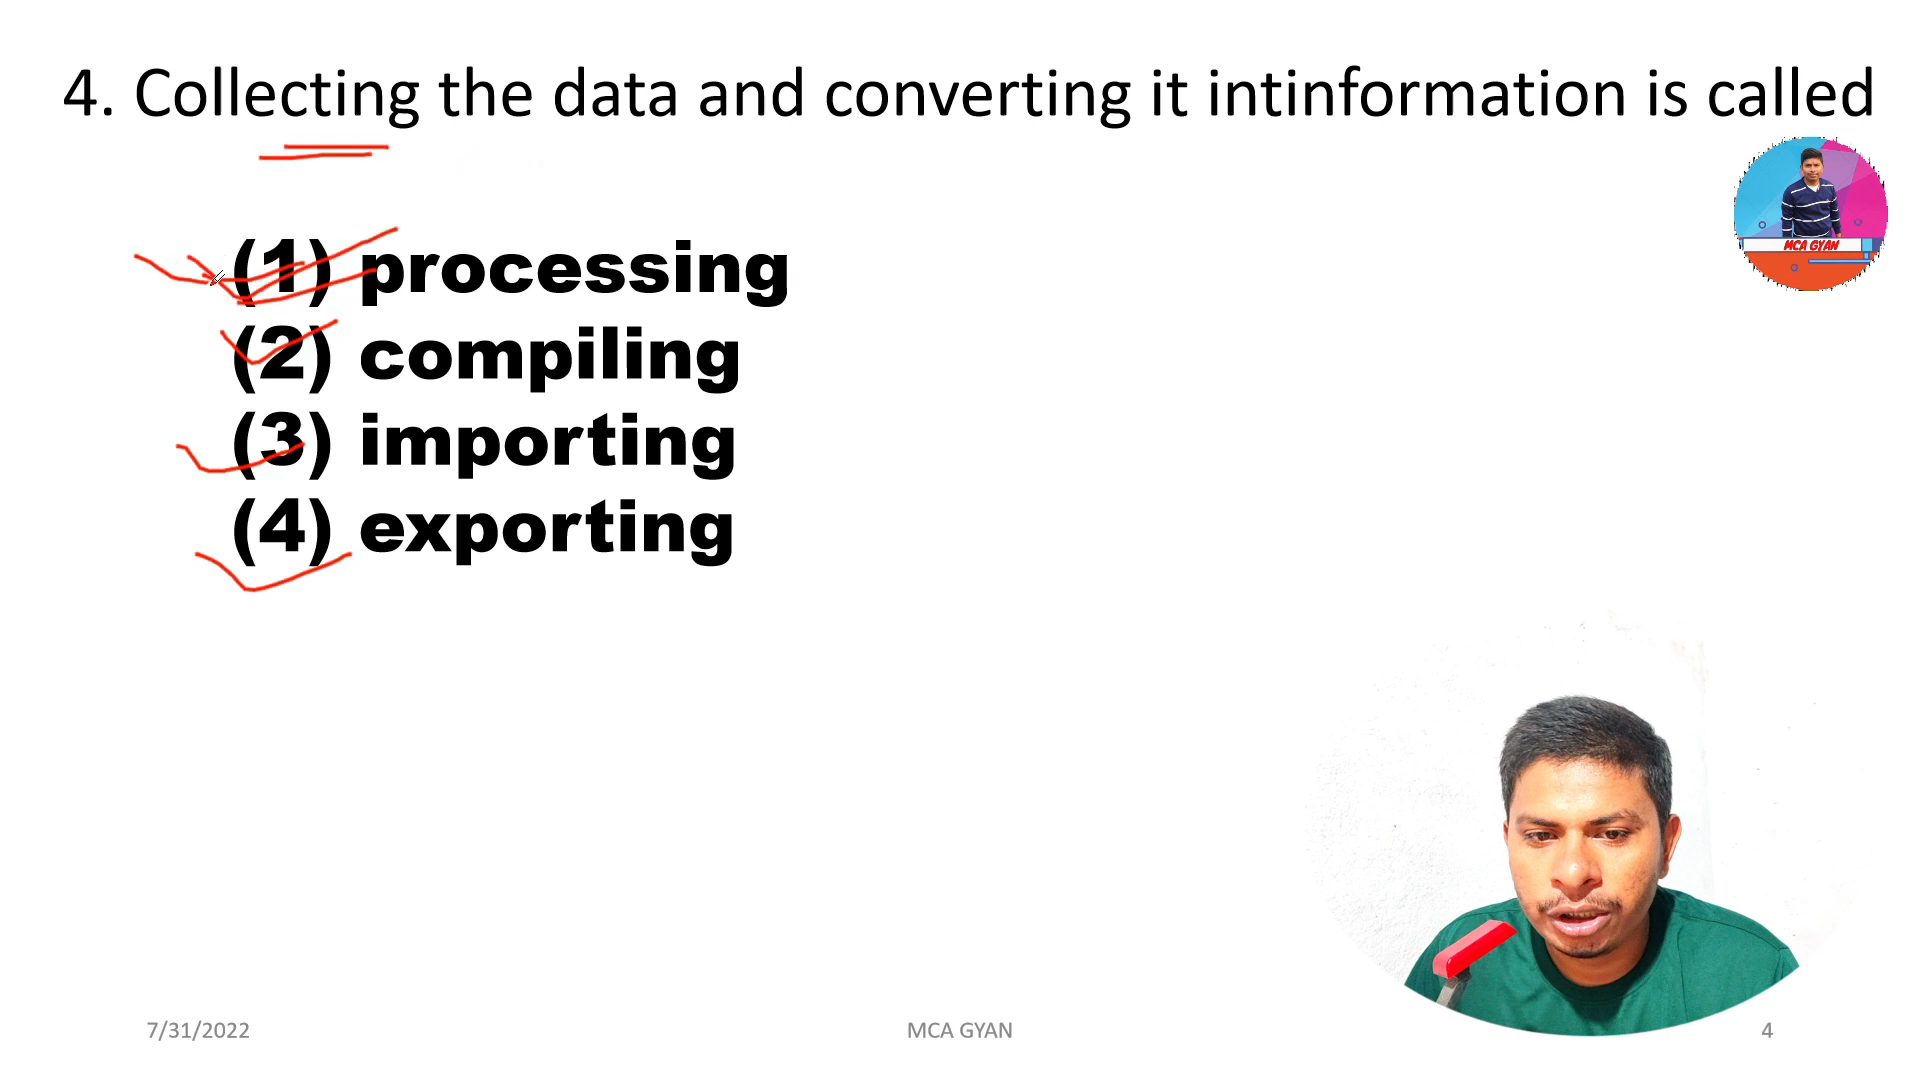 4. Collecting the data and converting it intinformation is called
MCA GYAN
(1) processing
(2) compiling
(3) importing
(4) exporting
7/31/2022
MCA GYAN
4